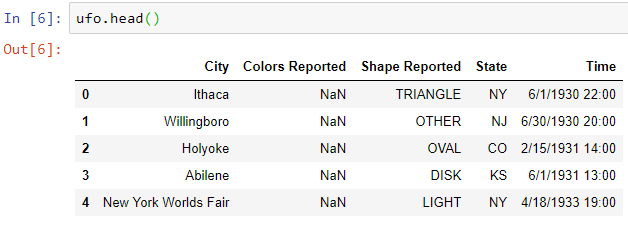 In [6]: ufo.head()
Out[6]:
City Colors Reported Shape Reported State Time
0 Ithaca NaN TRIANGLE NY 6/1/1930 22:00
1 Willingboro NaN OTHER NJ 6/30/1930 20:00
2 Holyoke NaN OVAL CO 2/15/1931 14:00
3 Abilene NaN DISK KS 6/1/1931 13:00
4 New York Worlds Fair NaN LIGHT NY 4/18/1933 19:00